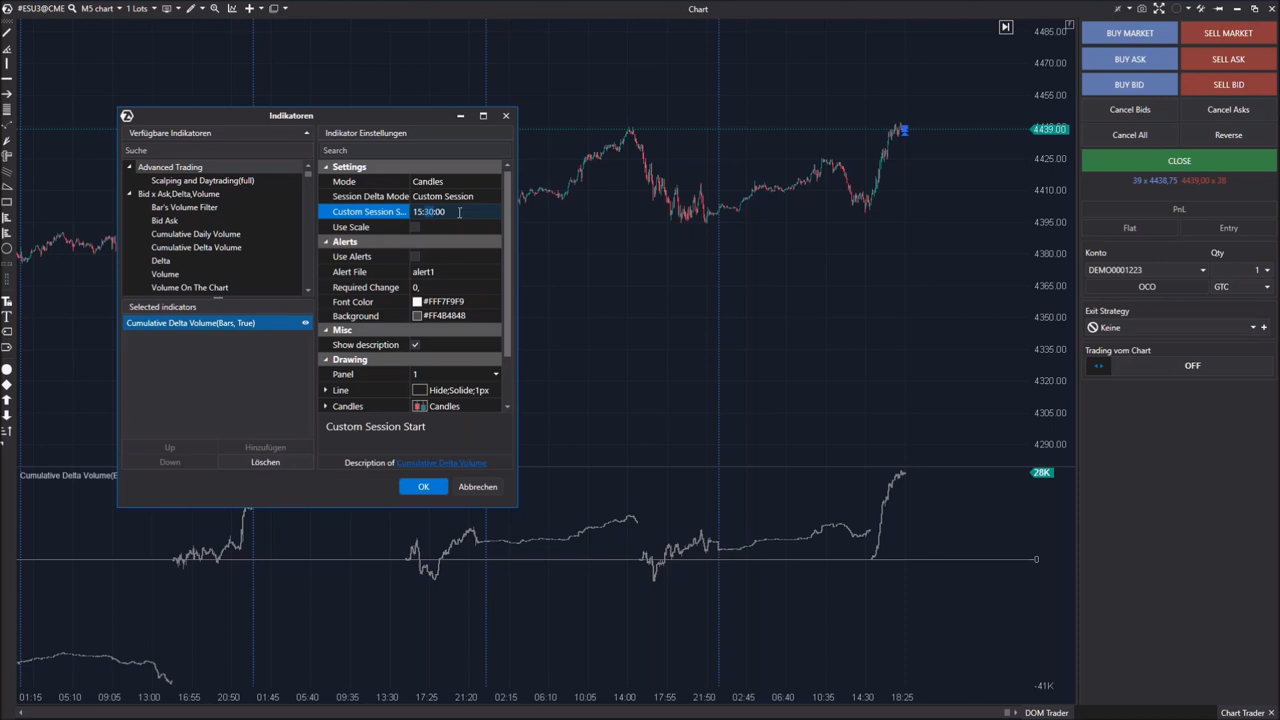 #ESU3@CME M5 chart 1 Lots
Chart
Indikatoren
Verfügbare Indikatoren
Suche
Advanced Trading
Scalping and Daytrading(full)
Bid x Ask,Delta,Volume
Bar's Volume Filter
Bid Ask
Cumulative Daily Volume
Cumulative Delta Volume
Delta
Volume
Volume On The Chart
Selected indicators
Cumulative Delta Volume(Bars, True)
Up
Hinzufügen
Down
Löschen
Indikator Einstellungen
Search
Settings
Mode Candles
Session Delta Mode Custom Session
Custom Session S... 15:30:00
Use Scale
Alerts
Use Alerts
Alert File alert1
Required Change 0,
Font Color #FFF7F9F9
Background #FF4B4B4B
Misc
Show description
Drawing
Panel 1
Line Hide;Solide;1px
Candles Candles
Custom Session Start
Description of Cumulative Delta Volume
OK
Abbrechen
Cumulative Delta Volume(B
F
4485.00
4470.00
4455.00
4439.00
4425.00
4410.00
4395.00
4380.00
4365.00
4350.00
4335.00
4320.00
4305.00
4290.00
28K
0
-41K
01:15 05:10 09:05 13:00 16:55 20:50 01:45 05:40 09:35 13:30 17:25 21:20 02:15 06:10 10:05 14:00 17:55 21:50 02:45 06:40 10:35 14:30 18:25
BUY MARKET
SELL MARKET
BUY ASK
SELL ASK
BUY BID
SELL BID
Cancel Bids
Cancel Asks
Cancel All
Reverse
CLOSE
39 x 4438,75 4439,00 x 38
PnL
Flat
Entry
Konto
Qty
DEMO0001223
1
OCO
GTC
Exit Strategy
Keine
Trading vom Chart
OFF
DOM Trader
Chart Trader